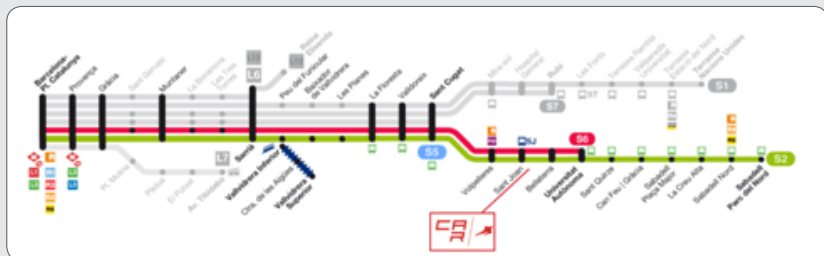 Barcelona-
Pl. Catalunya
Provença
Gràcia
Sant Gervasi
Muntaner
La Bonanova
Les Tres
Torres
Sarrià
L6
Reina
Elisenda
Peu del Funicular
Baixador
de Vallvidrera
Les Planes
La Floresta
Valldoreix
Sant Cugat
Mira-sol
Hospital
General
Rubí
Les Fonts
Terrassa Rambla
Vallparadís
Universitat
Terrassa
Estació del Nord
Terrassa
Nacions Unides
S1
S7
S5
S6
S2
Pl. Molina
Pàdua
El Putxet
Av. Tibidabo
L7
Vallvidrera Inferior
Ctra. de les Aigües
Vallvidrera
Superior
Volpelleres
Sant Joan
Bellaterra
Universitat
Autònoma
Sant Quirze
Can Feu | Gràcia
Sabadell
Plaça Major
La Creu Alta
Sabadell Nord
Sabadell
Parc del Nord
CAR